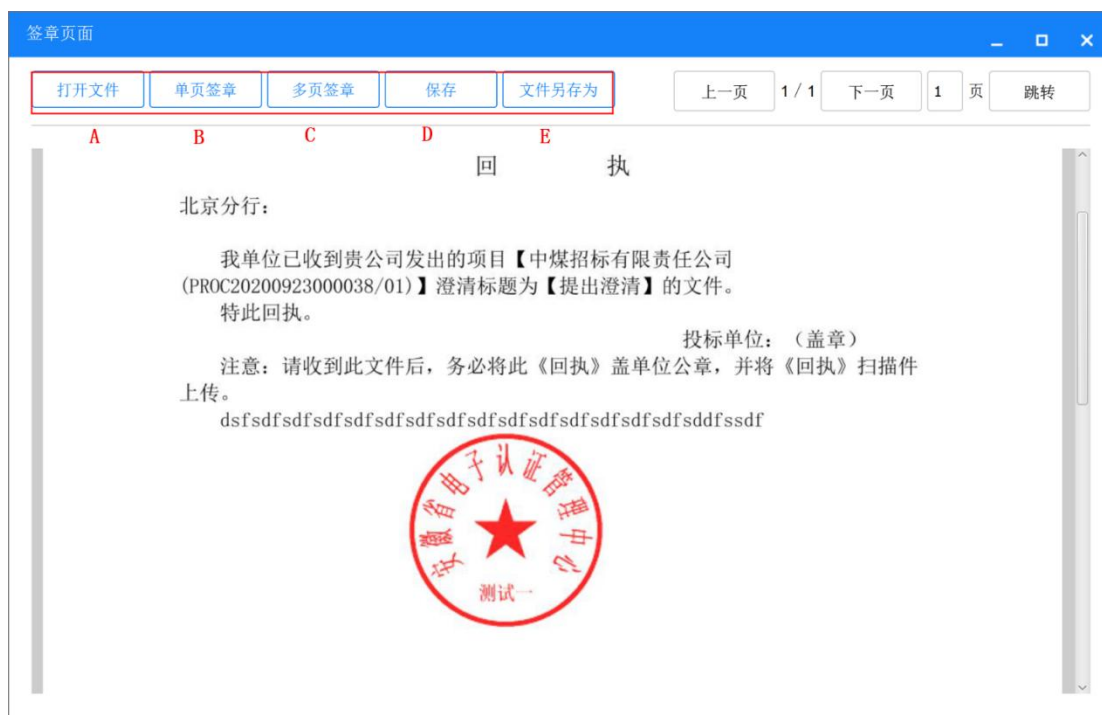 签章页面
打开文件 单页签章 多页签章 保存 文件另存为 上一页 1 / 1 下一页 1 页 跳转
A B C D E
回 执
北京分行：
我单位已收到贵公司发出的项目【中煤招标有限责任公司
(PROC20200923000038/01)】澄清标题为【提出澄清】的文件。
特此回执。
投标单位：（盖章）
注意：请收到此文件后，务必将此《回执》盖单位公章，并将《回执》扫描件
上传。
dsfsdfsdfsdfsdfsdfsdfsdfsdfsdfsdfsdfsdfsdfsdfsddfssdf
安徽省电子认证管理中心
测试一